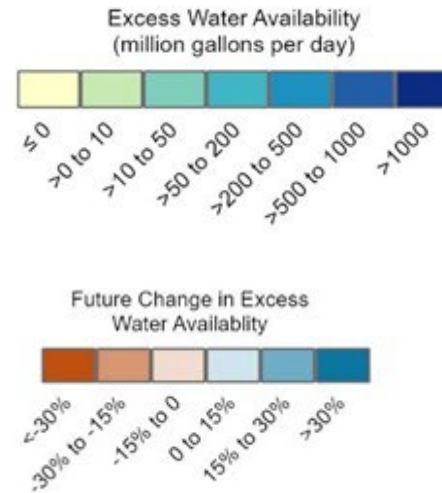 Excess Water Availability
(million gallons per day)
≤ 0
>0 to 10
>10 to 50
>50 to 200
>200 to 500
>500 to 1000
>1000
Future Change in Excess
Water Availablity
<-30%
-30% to -15%
-15% to 0
0 to 15%
15% to 30%
>30%